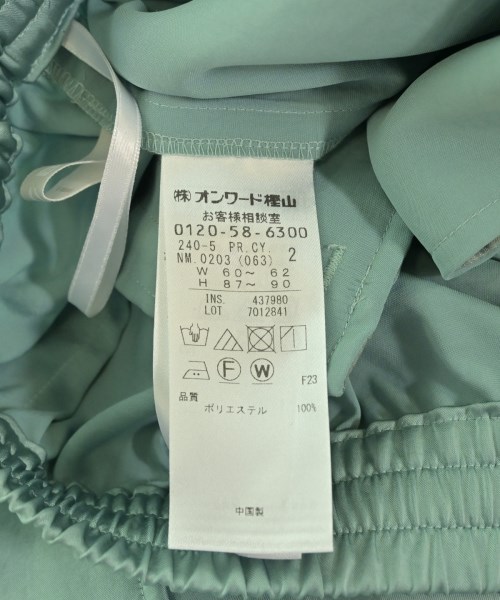 ㈱ オンワード樫山
お客様相談室
0120-58-6300
240-5 PR.CY. 2
NM.0203 (063)
W 60～ 62
H 87～ 90
INS. 437980
LOT 7012841
F W
F23
品質
ポリエステル 100%
中国製